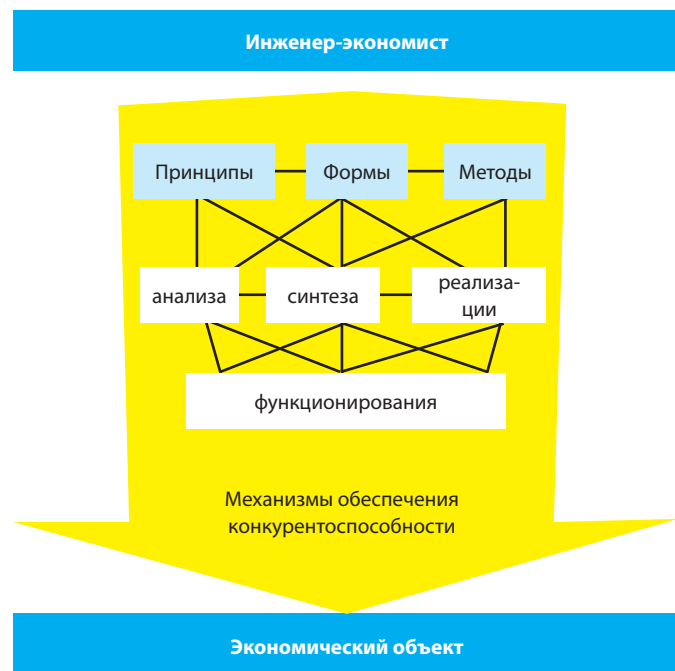 Инженер-экономист
Принципы
Формы
Методы
анализа
синтеза
реализа-
ции
функционирования
Механизмы обеспечения
конкурентоспособности
Экономический объект